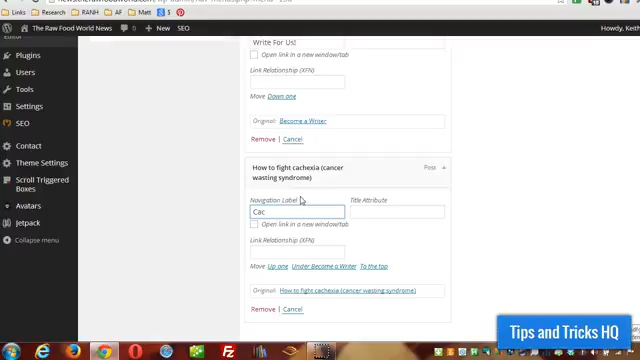 Links Research RANH AF Matt
The Raw Food World News New SEO Howdy, Keith
Plugins
Users
Tools
Settings
SEO
Contact
Theme Settings
Scroll Triggered
Boxes
Avatars
Jetpack
Collapse menu
Write For Us!
Open link in a new window/tab
Link Relationship (XFN)
Move Down one
Original: Become a Writer
Remove | Cancel
How to fight cachexia (cancer
wasting syndrome)
Post
Navigation Label Title Attribute
Cac
Open link in a new window/tab
Link Relationship (XFN)
Move Up one Under Become a Writer To the top
Original: How to fight cachexia (cancer wasting syndrome)
Remove | Cancel
Tips and Tricks HQ